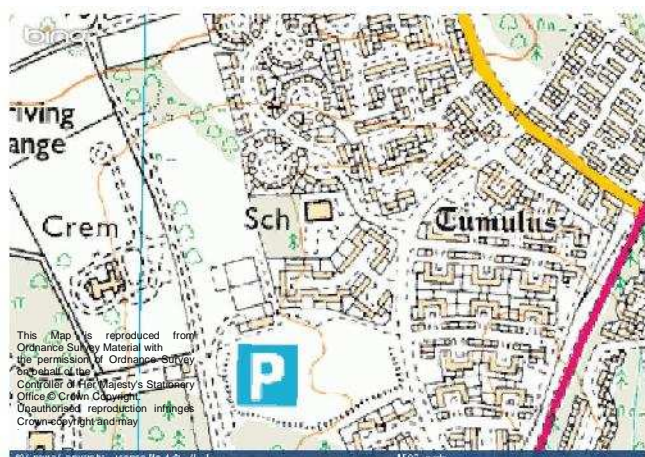 bing
riving
ange
Crem
Sch
Tumulus
P
This Map is reproduced from
Ordnance Survey Material with
the permission of Ordnance Survey
on behalf of the
Controller of Her Majesty's Stationery
Office © Crown Copyright.
Unauthorised reproduction infringes
Crown copyright and may